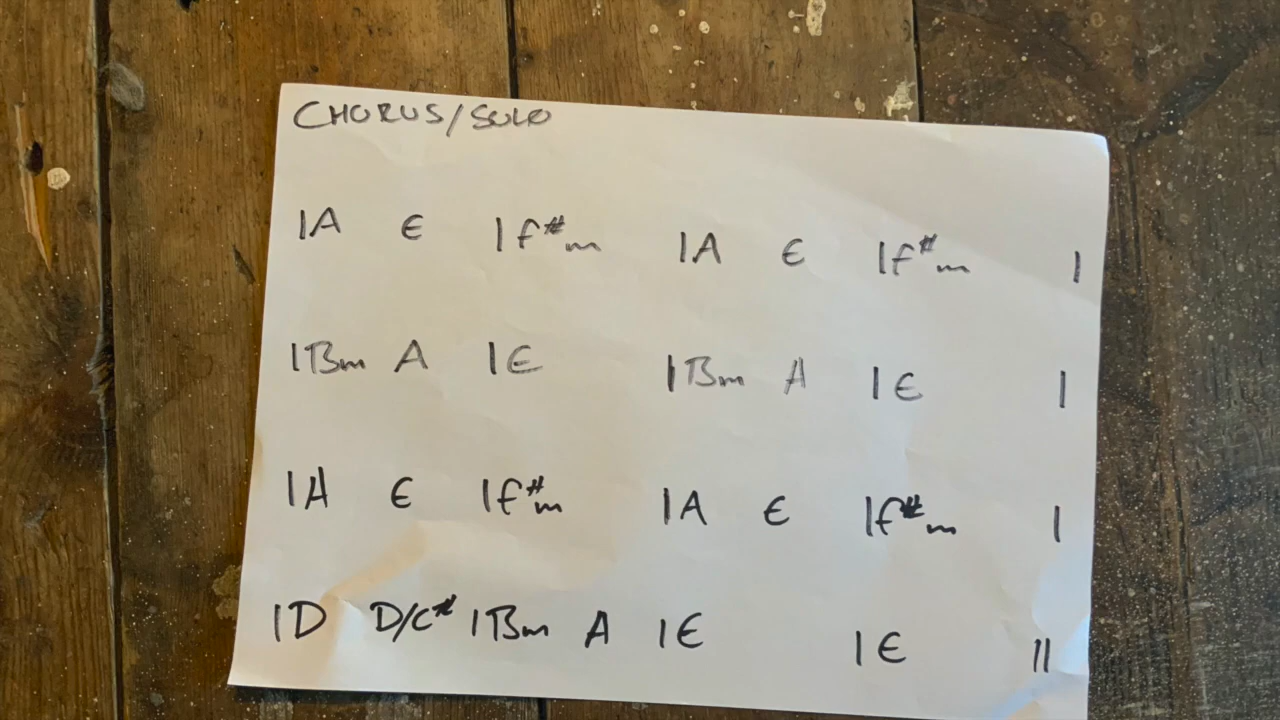 CHORUS/SOLO
|A E |F#m |A E |F#m |
|Bm A |E |Bm A |E |
|A E |F#m |A E |F#m |
|D D/C# |Bm A |E |E ||